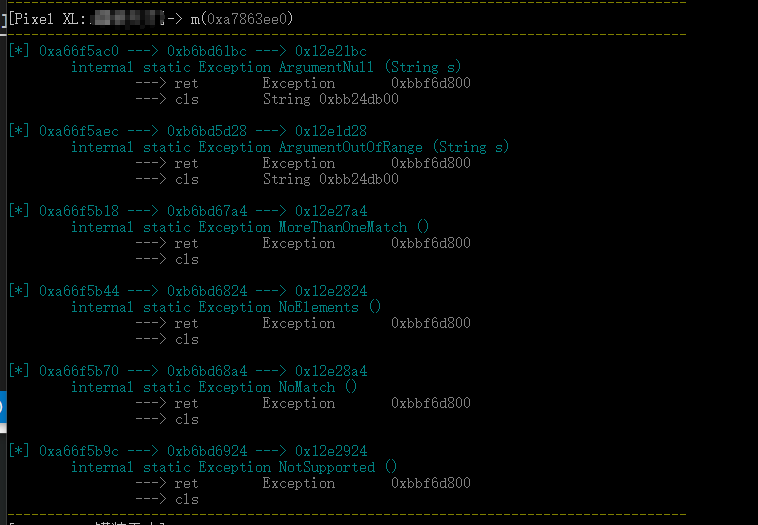 [Pixel XL:: ]-> m(0xa7863ee0)
[*] 0xa66f5ac0 ---> 0xb6bd61bc ---> 0x12e21bc
internal static Exception ArgumentNull (String s)
---> ret Exception 0xbbf6d800
---> cls String 0xbb24db00
[*] 0xa66f5aec ---> 0xb6bd5d28 ---> 0x12e1d28
internal static Exception ArgumentOutOfRange (String s)
---> ret Exception 0xbbf6d800
---> cls String 0xbb24db00
[*] 0xa66f5b18 ---> 0xb6bd67a4 ---> 0x12e27a4
internal static Exception MoreThanOneMatch ()
---> ret Exception 0xbbf6d800
---> cls
[*] 0xa66f5b44 ---> 0xb6bd6824 ---> 0x12e2824
internal static Exception NoElements ()
---> ret Exception 0xbbf6d800
---> cls
[*] 0xa66f5b70 ---> 0xb6bd68a4 ---> 0x12e28a4
internal static Exception NoMatch ()
---> ret Exception 0xbbf6d800
---> cls
[*] 0xa66f5b9c ---> 0xb6bd6924 ---> 0x12e2924
internal static Exception NotSupported ()
---> ret Exception 0xbbf6d800
---> cls